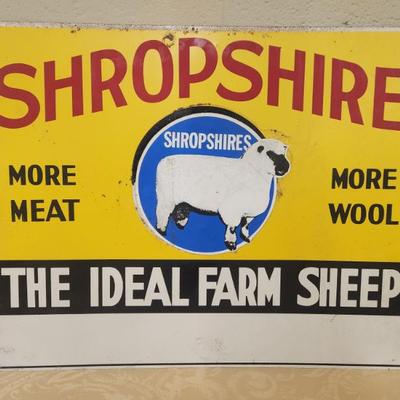 SHROPSHIRE
SHROPSHIRES
MORE MEAT
MORE WOOL
THE IDEAL FARM SHEEP